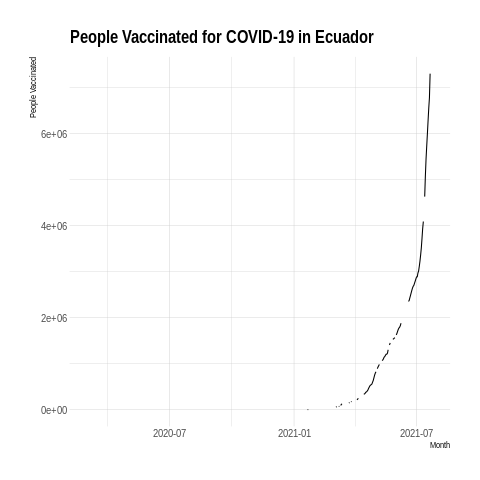 People Vaccinated for COVID-19 in Ecuador
People Vaccinated
6e+06
4e+06
2e+06
0e+00
2020-07
2021-01
2021-07
Month